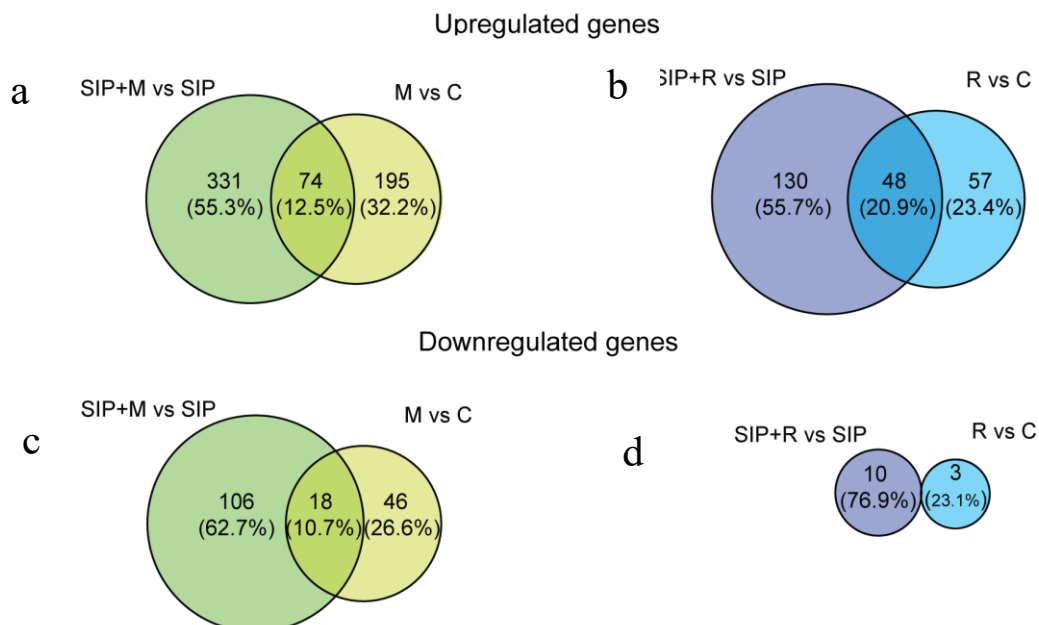 Upregulated genes
a
SIP+M vs SIP
M vs C
331
(55.3%)
74
(12.5%)
195
(32.2%)
b
SIP+R vs SIP
R vs C
130
(55.7%)
48
(20.9%)
57
(23.4%)
Downregulated genes
c
SIP+M vs SIP
M vs C
106
(62.7%)
18
(10.7%)
46
(26.6%)
d
SIP+R vs SIP
R vs C
10
(76.9%)
3
(23.1%)